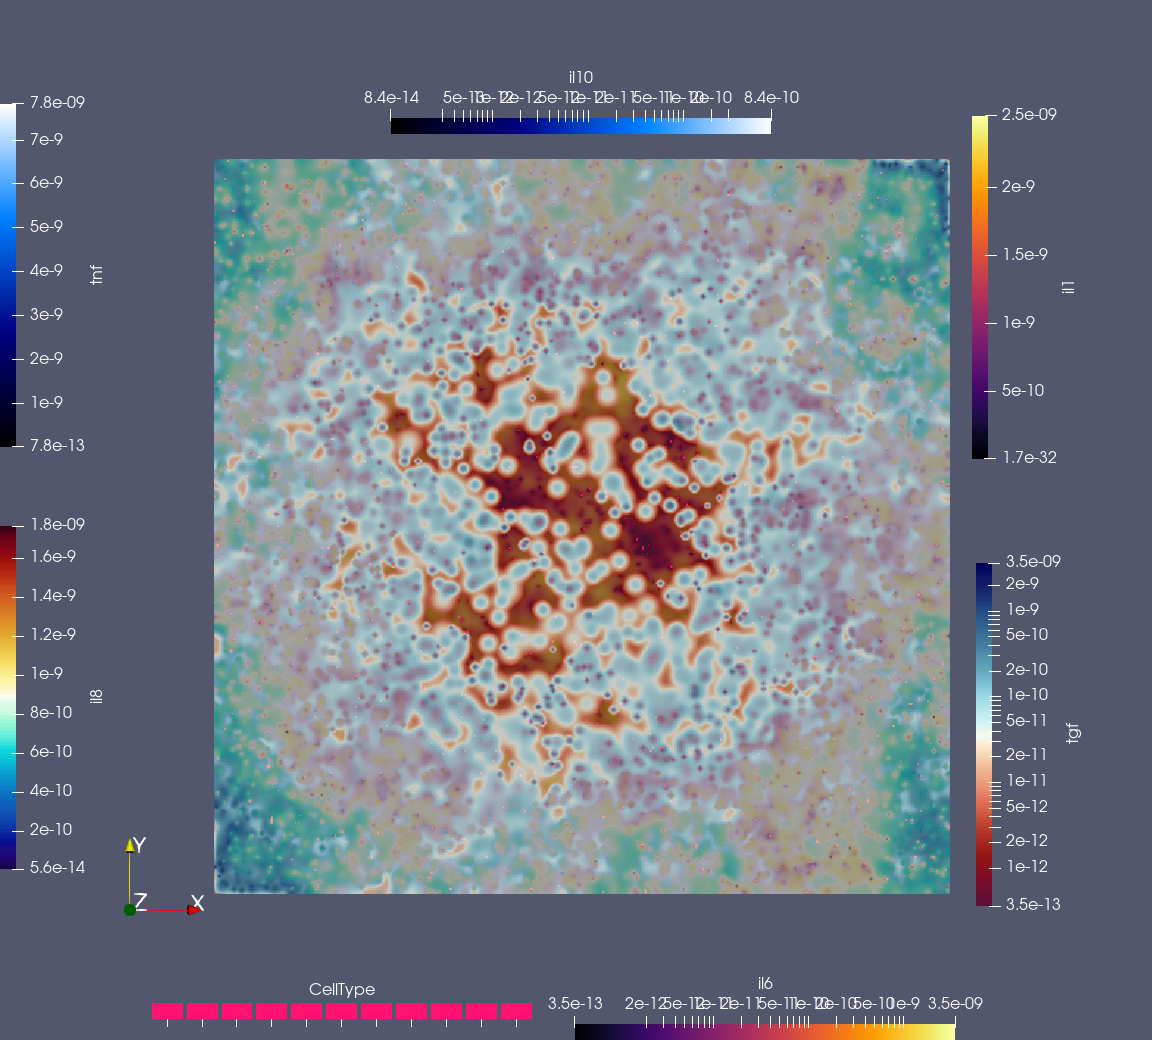 il10
8.4e-14
8.4e-10
7.8e-09
7e-9
6e-9
5e-9
4e-9
3e-9
2e-9
1e-9
7.8e-13
tnf
2.5e-09
2e-9
1.5e-9
1e-9
5e-10
1.7e-32
il1
1.8e-09
1.6e-9
1.4e-9
1.2e-9
1e-9
8e-10
6e-10
4e-10
2e-10
5.6e-14
il8
3.5e-09
2e-9
1e-9
5e-10
2e-10
1e-10
5e-11
2e-11
1e-11
5e-12
2e-12
1e-12
3.5e-13
tgf
Y
Z X
CellType
il6
3.5e-13
1e-9
3.5e-09